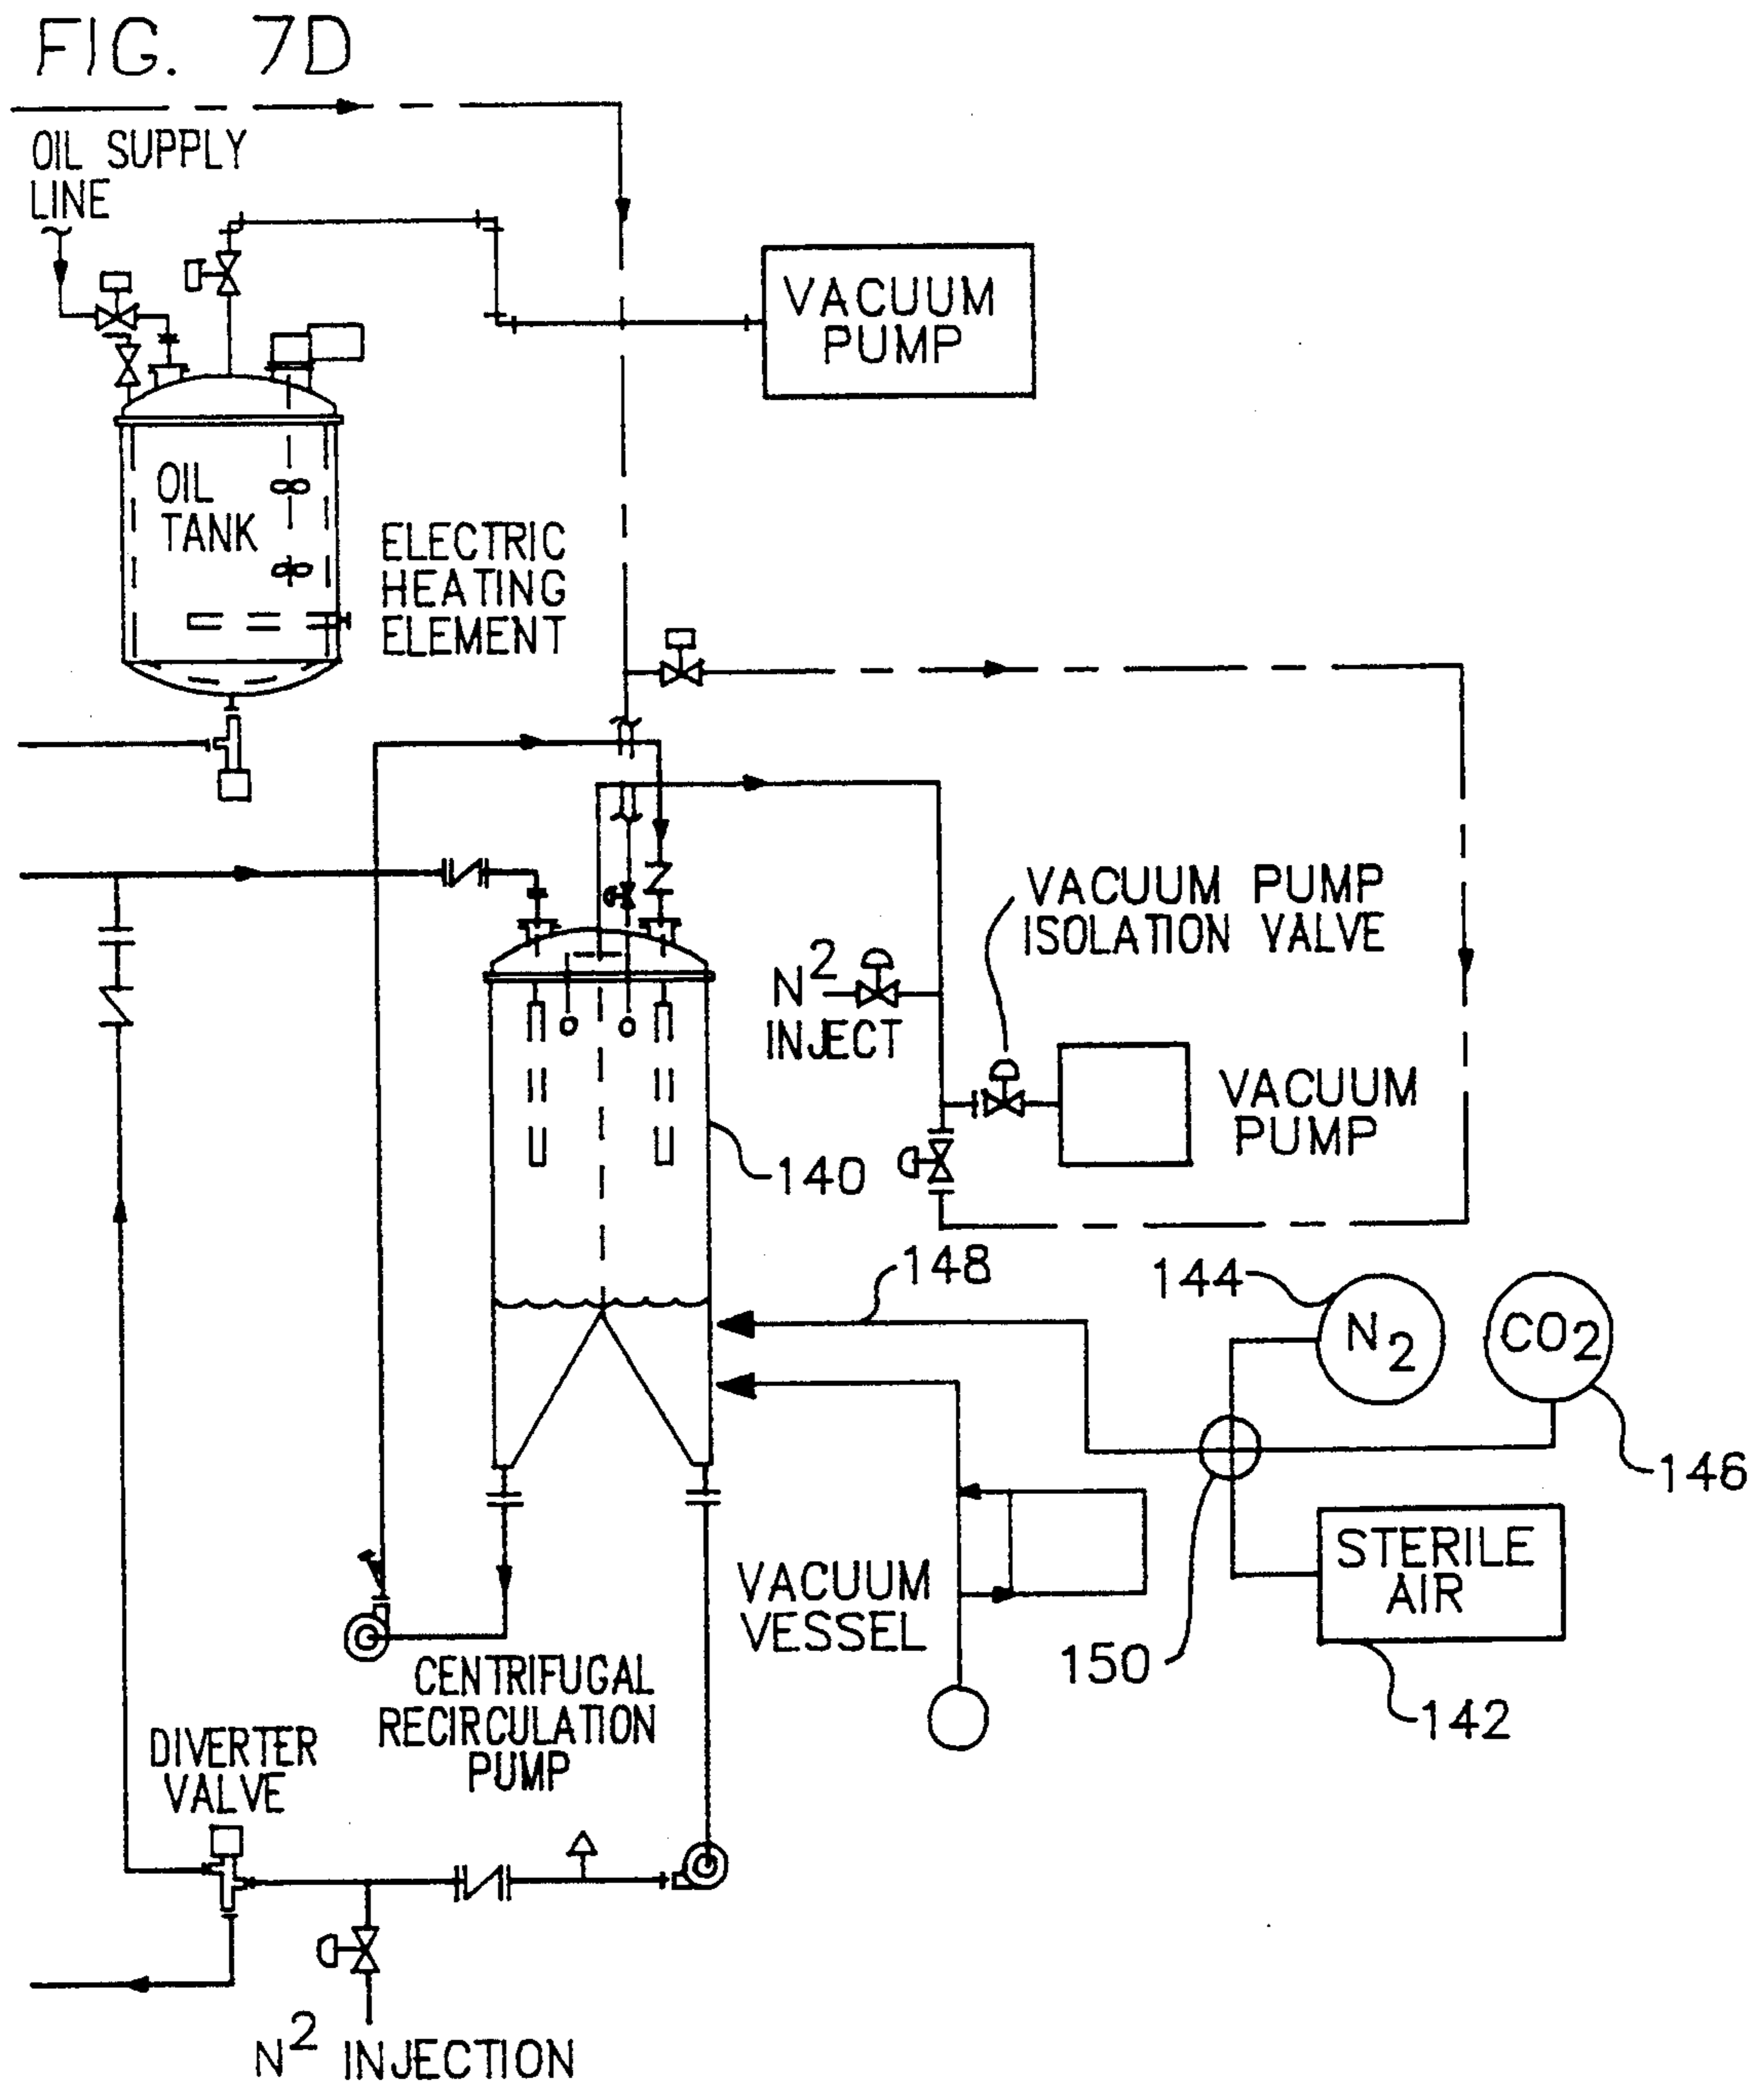 FIG. 7D
OIL SUPPLY
LINE
VACUUM
PUMP
OIL
TANK
ELECTRIC
HEATING
ELEMENT
VACUUM PUMP
ISOLATION VALVE
N²
INJECT
VACUUM
PUMP
140
148
144
N₂
CO₂
146
STERILE
AIR
150
142
VACUUM
VESSEL
CENTRIFUGAL
RECIRCULATION
PUMP
DIVERTER
VALVE
N² INJECTION